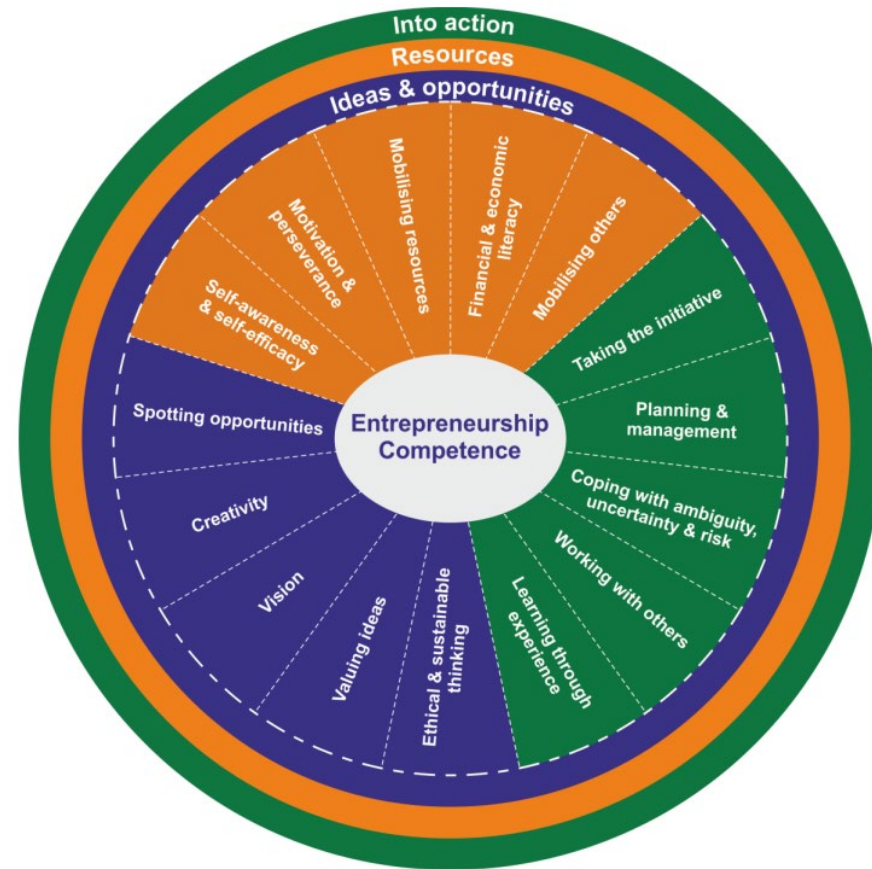 Into action
Resources
Ideas & opportunities
Self-awareness
& self-efficacy
Motivation &
perseverance
Mobilising resources
Financial & economic
literacy
Mobilising others
Taking the initiative
Planning &
management
Coping with ambiguity,
uncertainty & risk
Working with others
Learning through
experience
Ethical & sustainable
thinking
Valuing ideas
Vision
Creativity
Spotting opportunities
Entrepreneurship
Competence